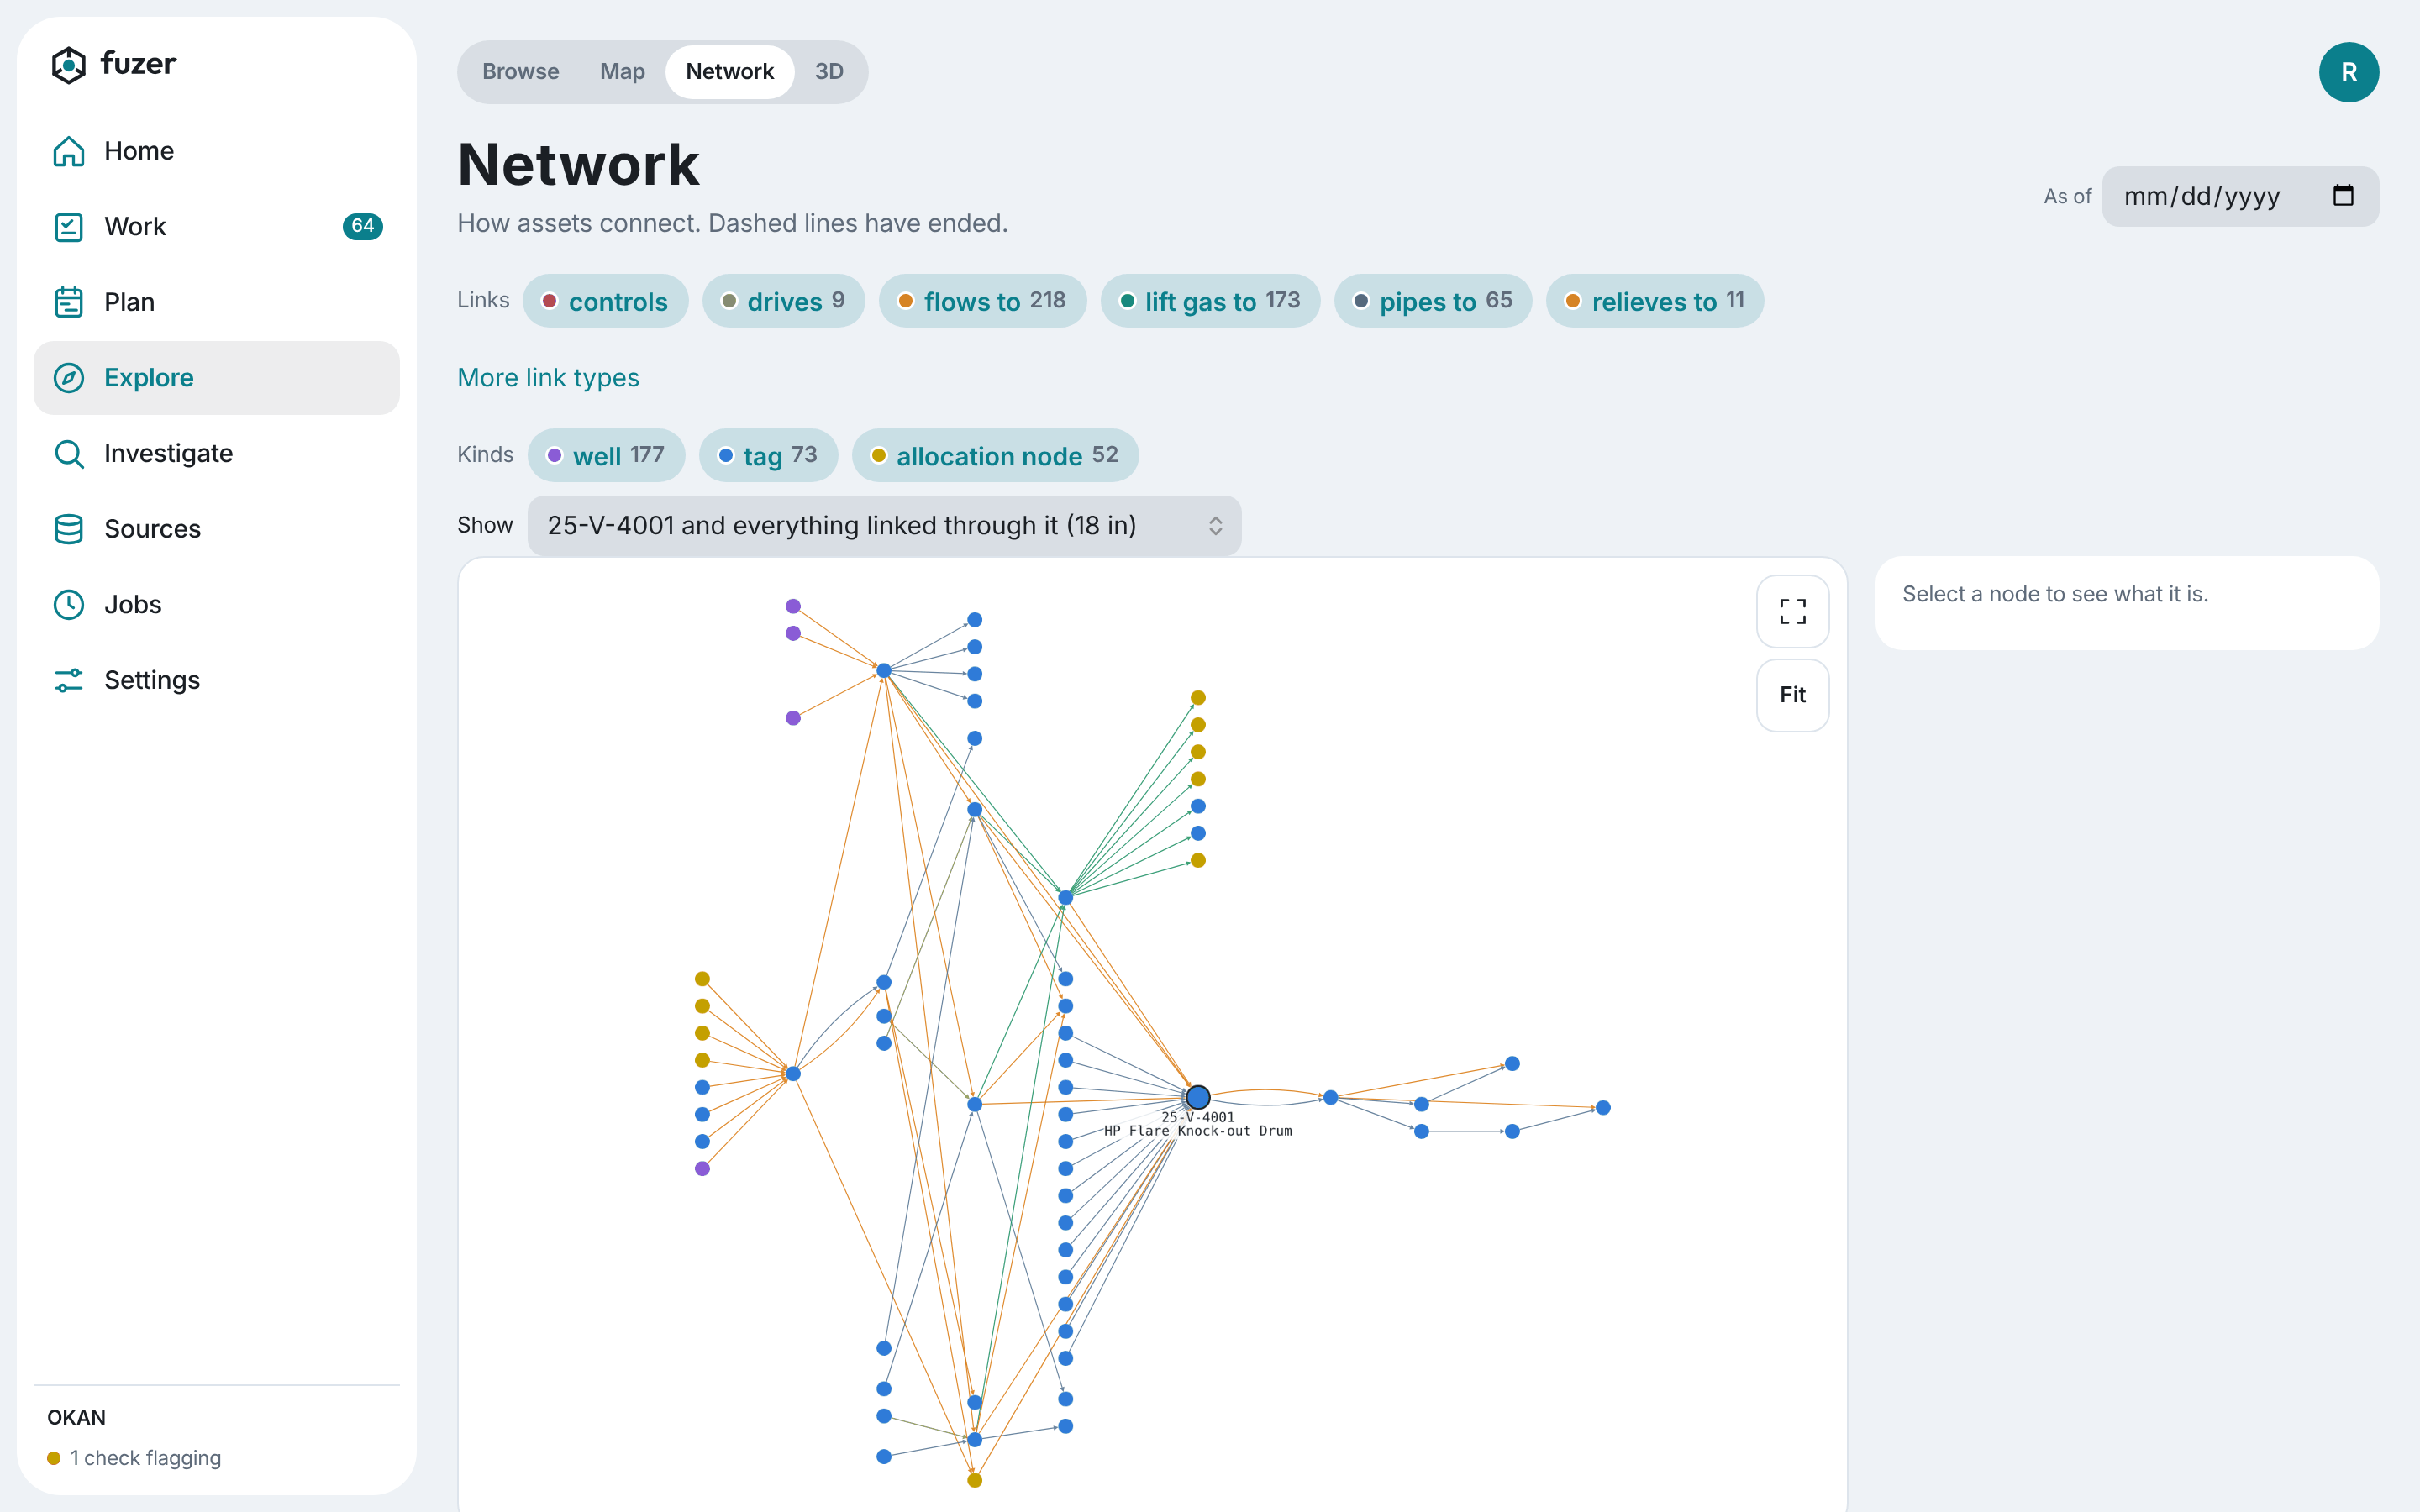 fuzer
Home
Work 64
Plan
Explore
Investigate
Sources
Jobs
Settings
OKAN
1 check flagging
Browse Map Network 3D
R
Network
How assets connect. Dashed lines have ended.
As of mm/dd/yyyy
Links controls drives 9 flows to 218 lift gas to 173 pipes to 65 relieves to 11
More link types
Kinds well 177 tag 73 allocation node 52
Show 25-V-4001 and everything linked through it (18 in)
Fit
25-V-4001
HP Flare Knock-out Drum
Select a node to see what it is.